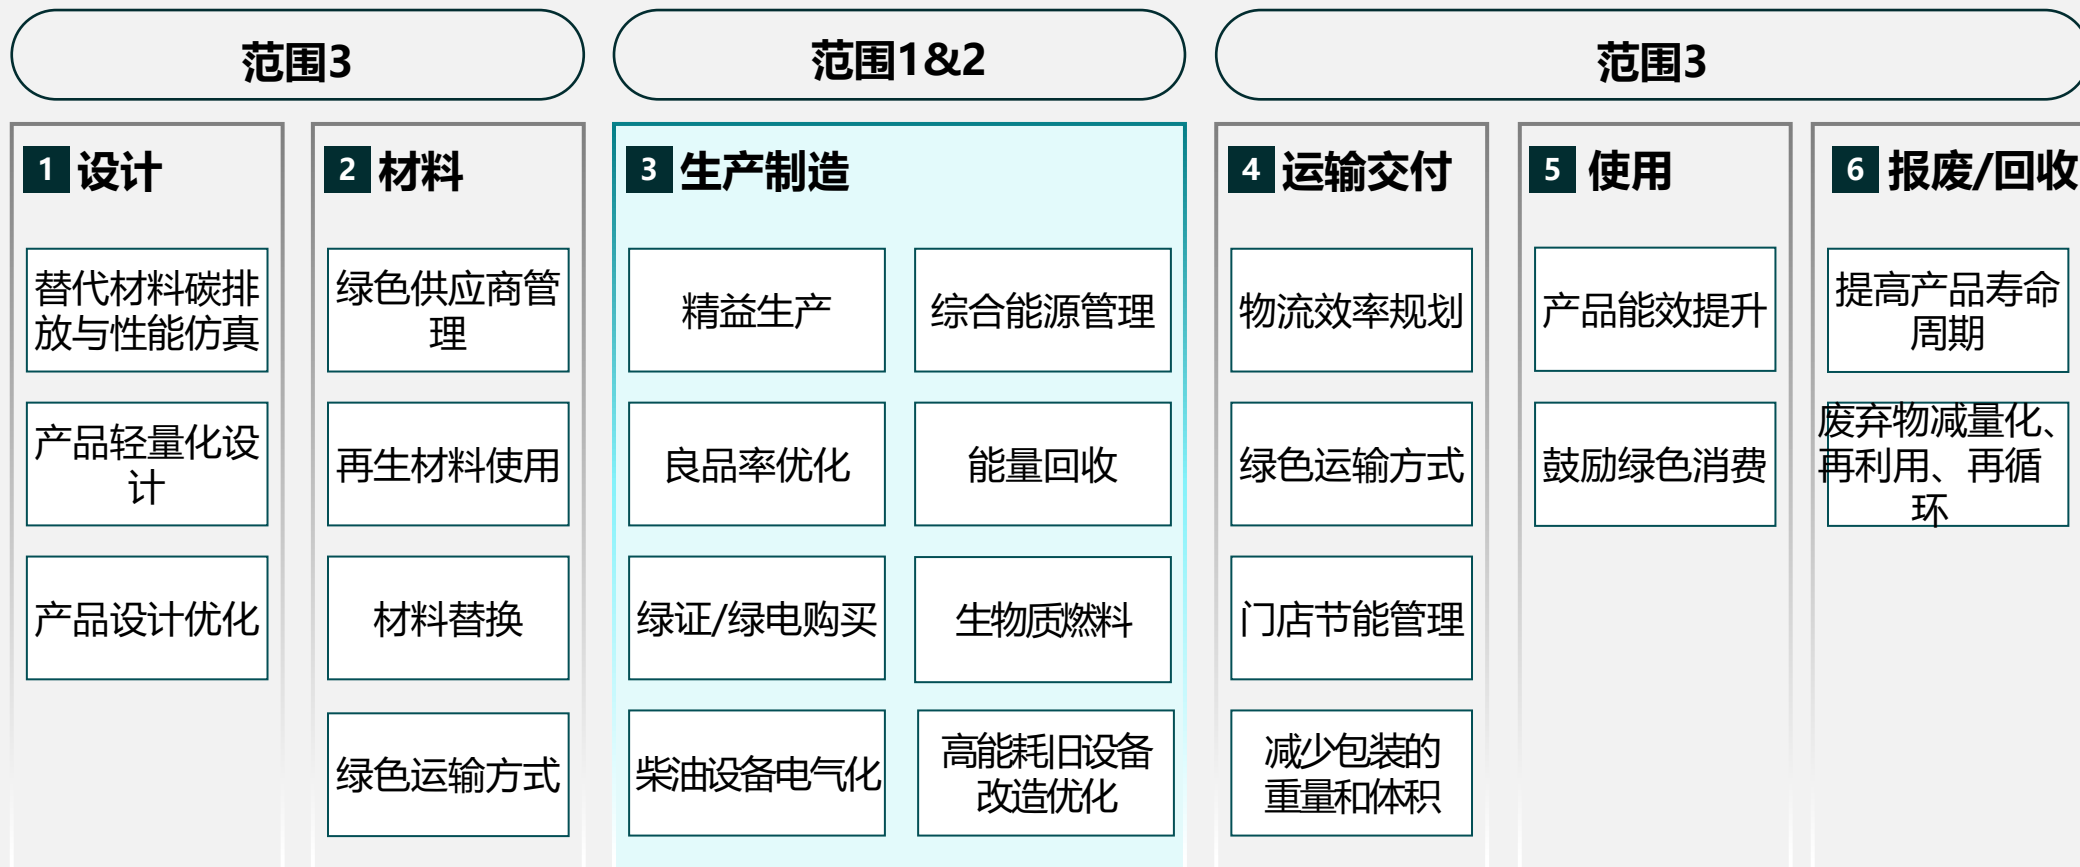 范围3
范围1&2
范围3
1 设计
替代材料碳排
放与性能仿真
产品轻量化设
计
产品设计优化
2 材料
绿色供应商管
理
再生材料使用
材料替换
绿色运输方式
3 生产制造
精益生产
综合能源管理
良品率优化
能量回收
绿证/绿电购买
生物质燃料
柴油设备电气化
高能耗旧设备
改造优化
4 运输交付
物流效率规划
绿色运输方式
门店节能管理
减少包装的
重量和体积
5 使用
产品能效提升
鼓励绿色消费
6 报废/回收
提高产品寿命
周期
废弃物减量化、
再利用、再循
环